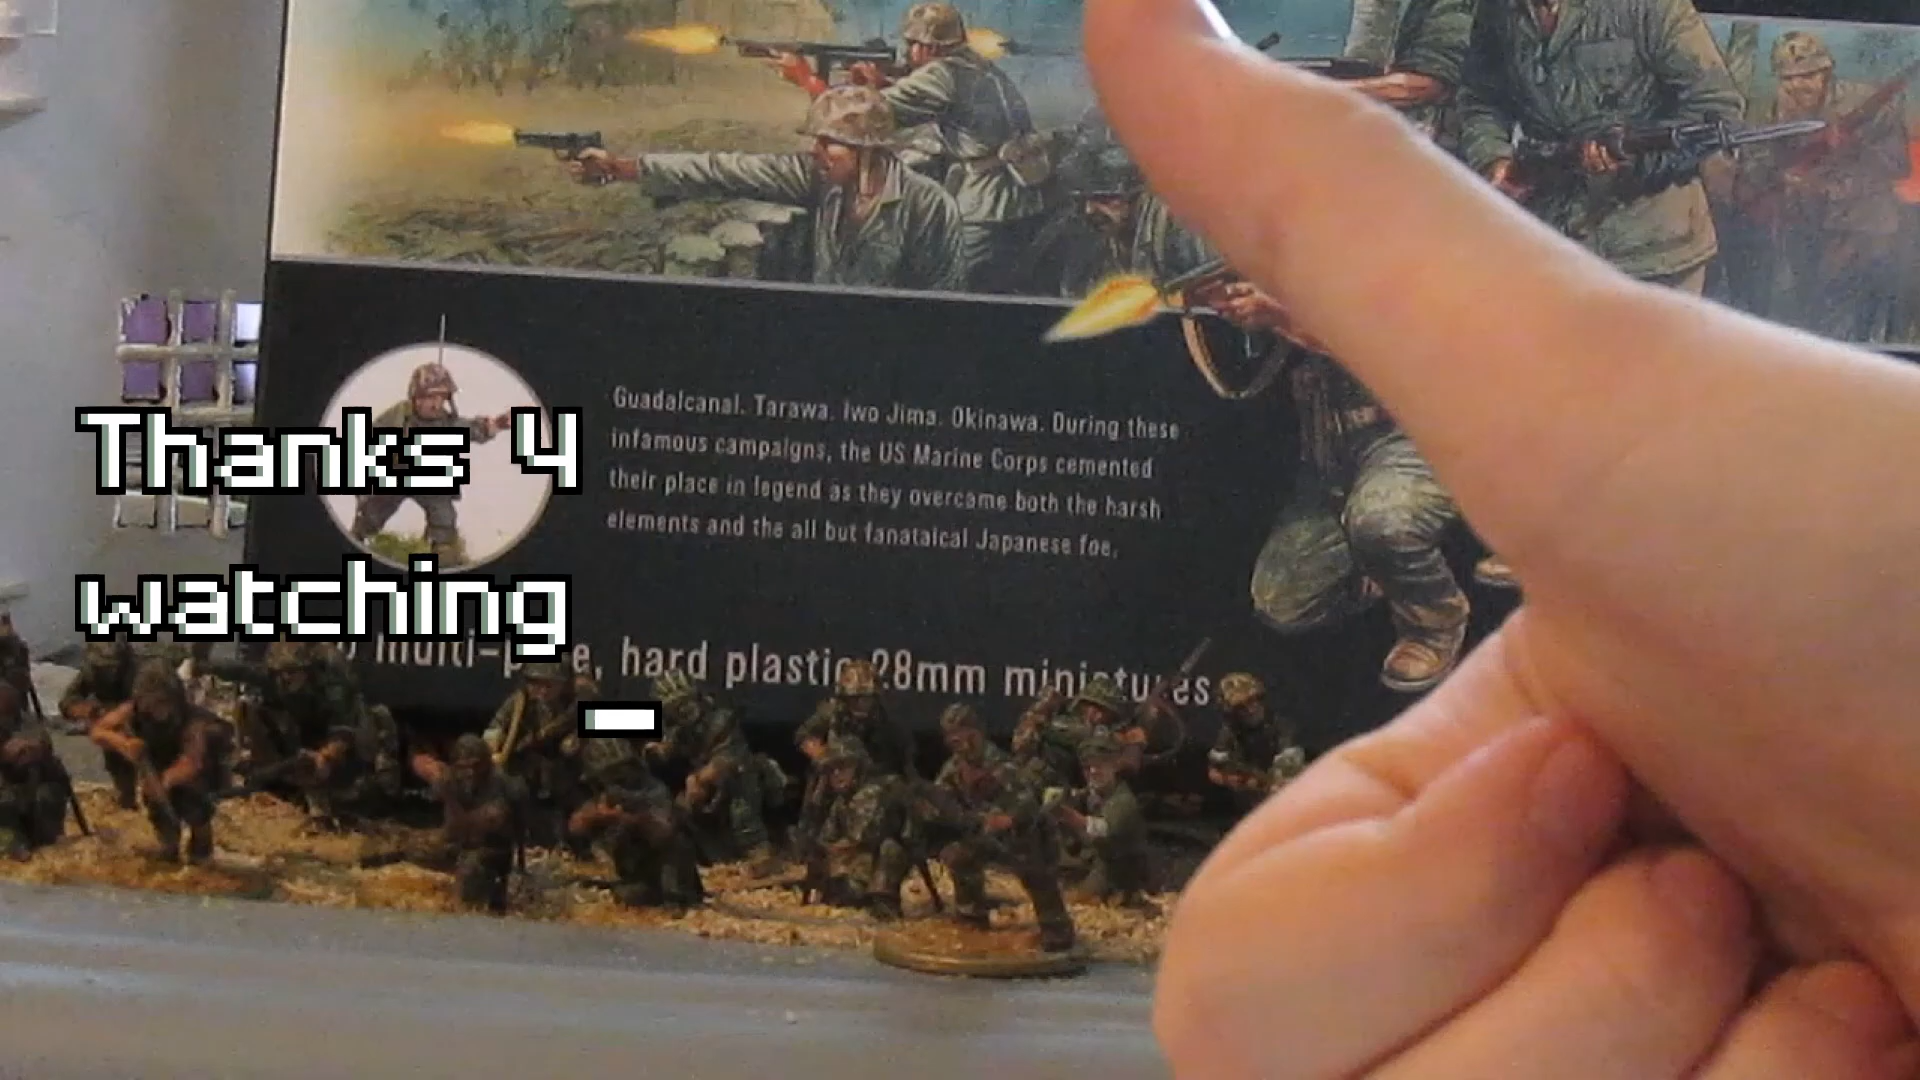 Guadalcanal. Tarawa. Iwo Jima. Okinawa. During these
infamous campaigns, the US Marine Corps cemented
their place in legend as they overcame both the harsh
elements and the all but fanataical Japanese foe.
Thanks 4
watching
_
hard plastic 28mm miniatures